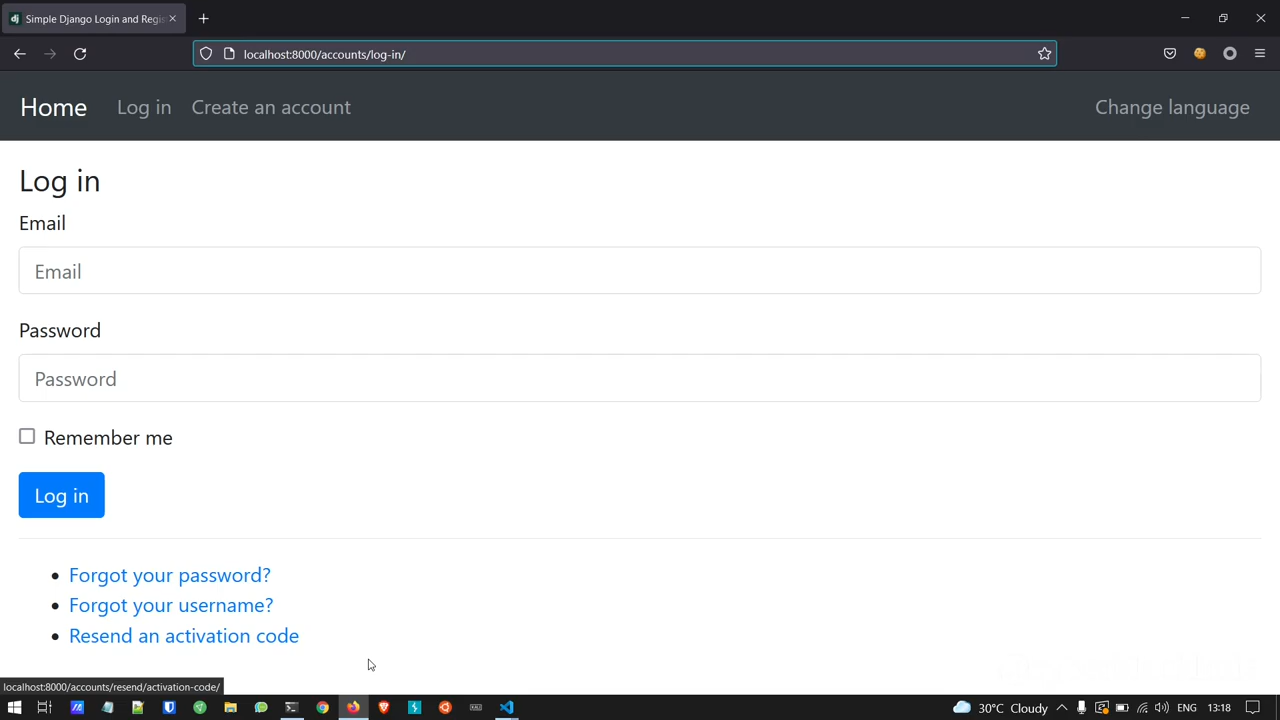 Simple Django Login and Regis
localhost:8000/accounts/log-in/
Home Log in Create an account Change language
Log in
Email
Email
Password
Password
Remember me
Log in
Forgot your password?
Forgot your username?
Resend an activation code
localhost:8000/accounts/resend/activation-code/
30°C Cloudy ENG 13:18